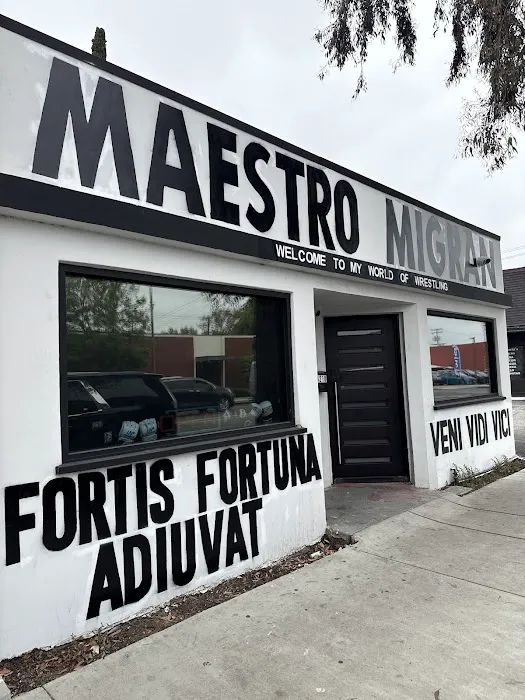 MAESTRO MIGRAN
WELCOME TO MY WORLD OF WRESTLING
FORTIS FORTUNA
ADIUVAT
VENI VIDI VICI